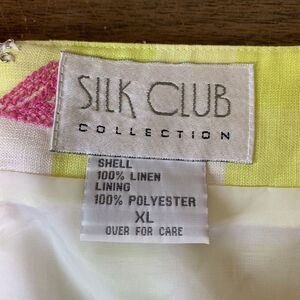 SILK CLUB
COLLECTION
SHELL
100% LINEN
LINING
100% POLYESTER
XL
OVER FOR CARE